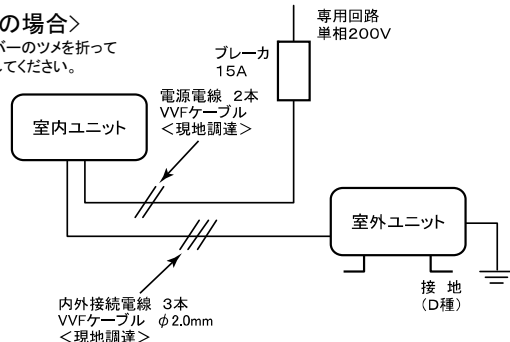 の場合>
バーのツメを折って
してください。
専用回路
単相200V
ブレーカ
15A
電源電線 2本
VVFケーブル
<現地調達>
室内ユニット
室外ユニット
接 地
(D種)
内外接続電線 3本
VVFケーブル φ2.0mm
<現地調達>